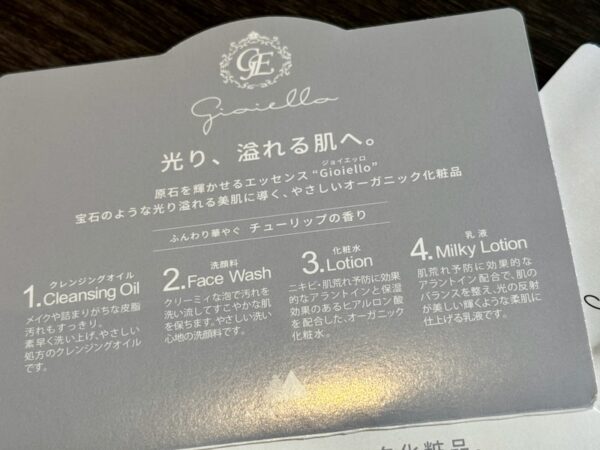 GE
Gioiello
光り、溢れる肌へ。
ジョイエッロ
原石を輝かせるエッセンス“Gioiello”
宝石のような光り溢れる美肌に導く、やさしいオーガニック化粧品
ふんわり華やぐ チューリップの香り
クレンジングオイル
1.Cleansing Oil
メイクや詰まりがちな皮脂
汚れもすっきり。
素早く洗い上げ、やさしい
処方のクレンジングオイル
です。
洗顔料
2.Face Wash
クリーミィな泡で汚れを
洗い流してすこやかな肌
を保ちます。やさしい洗い
心地の洗顔料です。
化粧水
3.Lotion
ニキビ・肌荒れ予防に効果
的なアラントインと保湿
効果のあるヒアルロン酸
を配合した、オーガニック
化粧水。
乳液
4.Milky Lotion
肌荒れ予防に効果的な
アラントイン配合で、肌の
バランスを整え、光の反射
が美しい輝くような柔肌に
仕上げる乳液です。
化粧品。